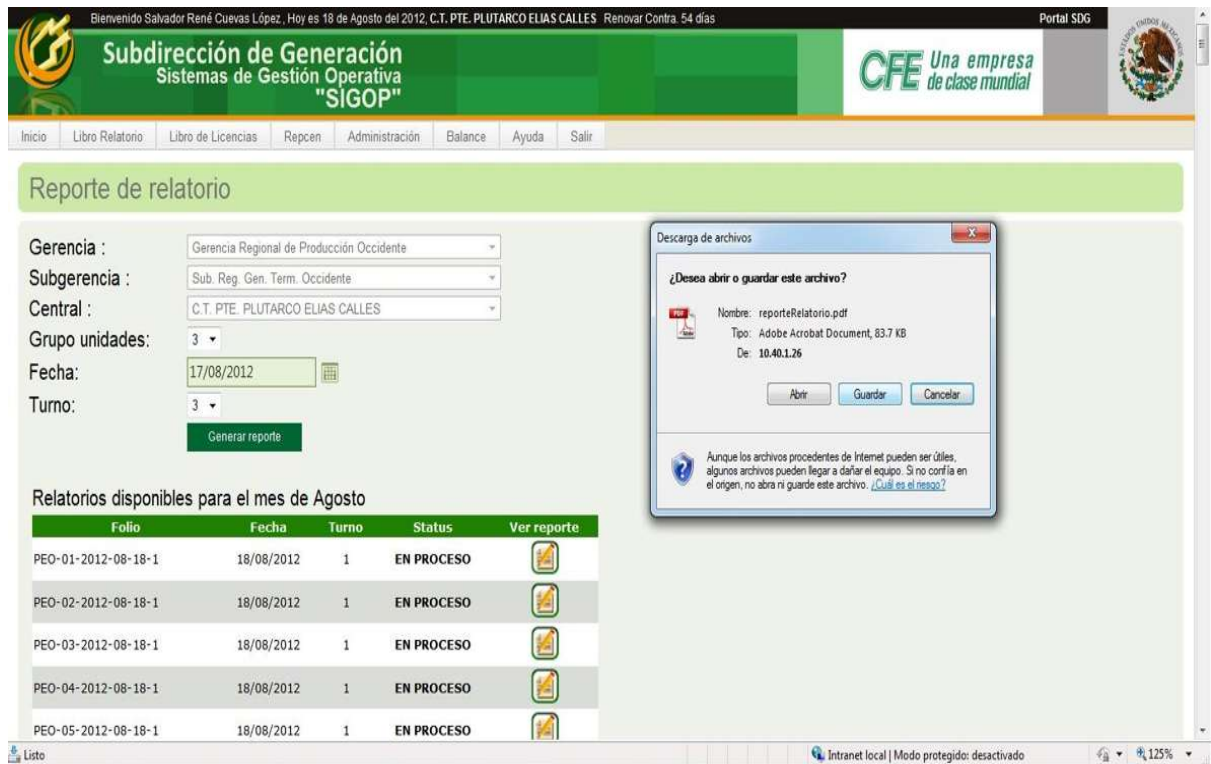 Bienvenido Salvador René Cuevas López , Hoy es 18 de Agosto del 2012, C.T. PTE. PLUTARCO ELIAS CALLES Renovar Contra. 54 días Portal SDG
Subdirección de Generación
Sistemas de Gestión Operativa
"SIGOP"
CFE Una empresa
de clase mundial
ESTADOS UNIDOS MEXICANOS
Inicio Libro Relatorio Libro de Licencias Repcen Administración Balance Ayuda Salir
Reporte de relatorio
Gerencia : Gerencia Regional de Producción Occidente
Subgerencia : Sub. Reg. Gen. Term. Occidente
Central : C.T. PTE. PLUTARCO ELIAS CALLES
Grupo unidades: 3
Fecha: 17/08/2012
Turno: 3
Generar reporte
Descarga de archivos
X
¿Desea abrir o guardar este archivo?
PDF
Adobe
Nombre: reporteRelatorio.pdf
Tipo: Adobe Acrobat Document, 83.7 KB
De: 10.40.1.26
Abrir Guardar Cancelar
Aunque los archivos procedentes de Internet pueden ser útiles,
algunos archivos pueden llegar a dañar el equipo. Si no confía en
el origen, no abra ni guarde este archivo. ¿Cuál es el riesgo?
Relatorios disponibles para el mes de Agosto
Folio Fecha Turno Status Ver reporte
PEO-01-2012-08-18-1 18/08/2012 1 EN PROCESO
PEO-02-2012-08-18-1 18/08/2012 1 EN PROCESO
PEO-03-2012-08-18-1 18/08/2012 1 EN PROCESO
PEO-04-2012-08-18-1 18/08/2012 1 EN PROCESO
PEO-05-2012-08-18-1 18/08/2012 1 EN PROCESO
Listo Intranet local | Modo protegido: desactivado 125%